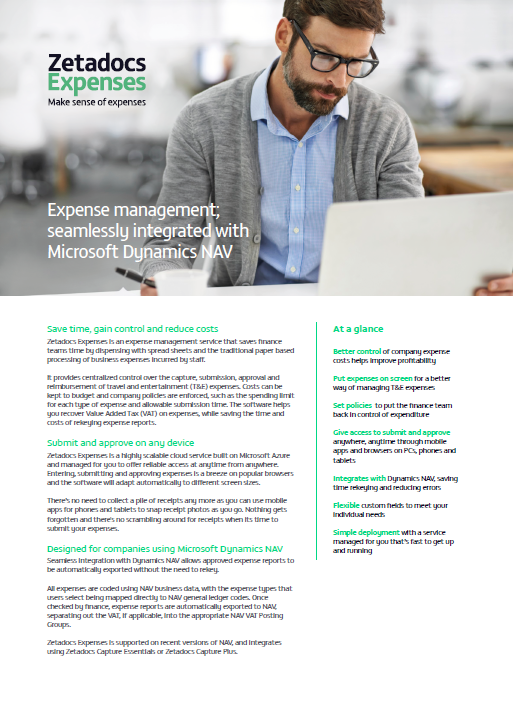 Zetadocs
Expenses
Make sense of expenses
Expense management;
seamlessly integrated with
Microsoft Dynamics NAV
Save time, gain control and reduce costs
Zetadocs Expenses is an expense management service that saves finance
teams time by dispensing with spread sheets and the traditional paper based
processing of business expenses incurred by staff.
It provides centralized control over the capture, submission, approval and
reimbursement of travel and entertainment (T&E) expenses. Costs can be
kept to budget and company policies are enforced, such as the spending limit
for each type of expense and allowable submission time. The software helps
you recover Value Added Tax (VAT) on expenses, while saving the time and
costs of rekeying expense reports.
Submit and approve on any device
Zetadocs Expenses is a highly scalable cloud service built on Microsoft Azure
and managed for you to offer reliable access at anytime from anywhere.
Entering, submitting and approving expenses is a breeze on popular browsers
and the software will adapt automatically to different screen sizes.
There's no need to collect a pile of receipts any more as you can use mobile
apps for phones and tablets to snap receipt photos as you go. Nothing gets
forgotten and there's no scrambling around for receipts when its time to
submit your expenses.
Designed for companies using Microsoft Dynamics NAV
Seamless integration with Dynamics NAV allows approved expense reports to
be automatically exported without the need to rekey.
All expenses are coded using NAV business data, with the expense types that
users select being mapped directly to NAV general ledger codes. Once
checked by finance, expense reports are automatically exported to NAV,
separating out the VAT, if applicable, into the appropriate NAV VAT Posting
Groups.
Zetadocs Expenses is supported on recent versions of NAV, and integrates
using Zetadocs Capture Essentials or Zetadocs Capture Plus.
At a glance
Better control of company expense
costs helps improve profitability
Put expenses on screen for a better
way of managing T&E expenses
Set policies to put the finance team
back in control of expenditure
Give access to submit and approve
anywhere, anytime through mobile
apps and browsers on PCs, phones and
tablets
Integrates with Dynamics NAV, saving
time rekeying and reducing errors
Flexible custom fields to meet your
individual needs
Simple deployment with a service
managed for you that's fast to get up
and running